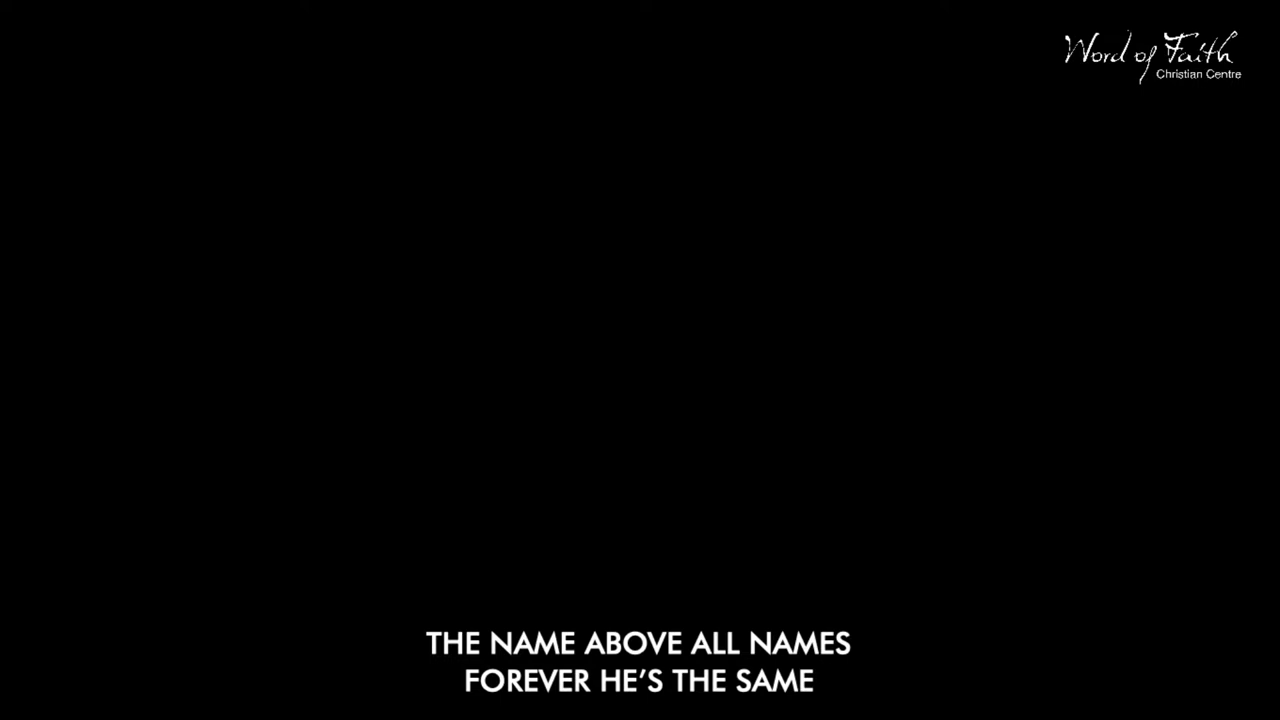 Word of Faith
Christian Centre
THE NAME ABOVE ALL NAMES
FOREVER HE'S THE SAME